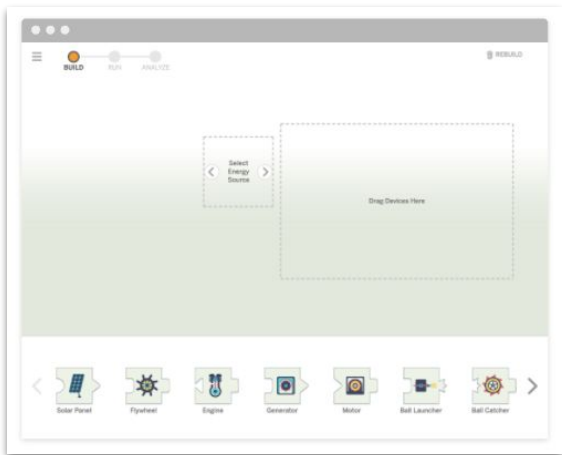 REBUILD
BUILD RUN ANALYZE
Select
Energy
Source
Drag Devices Here
Solar Panel Flywheel Engine Generator Motor Ball Launcher Ball Catcher